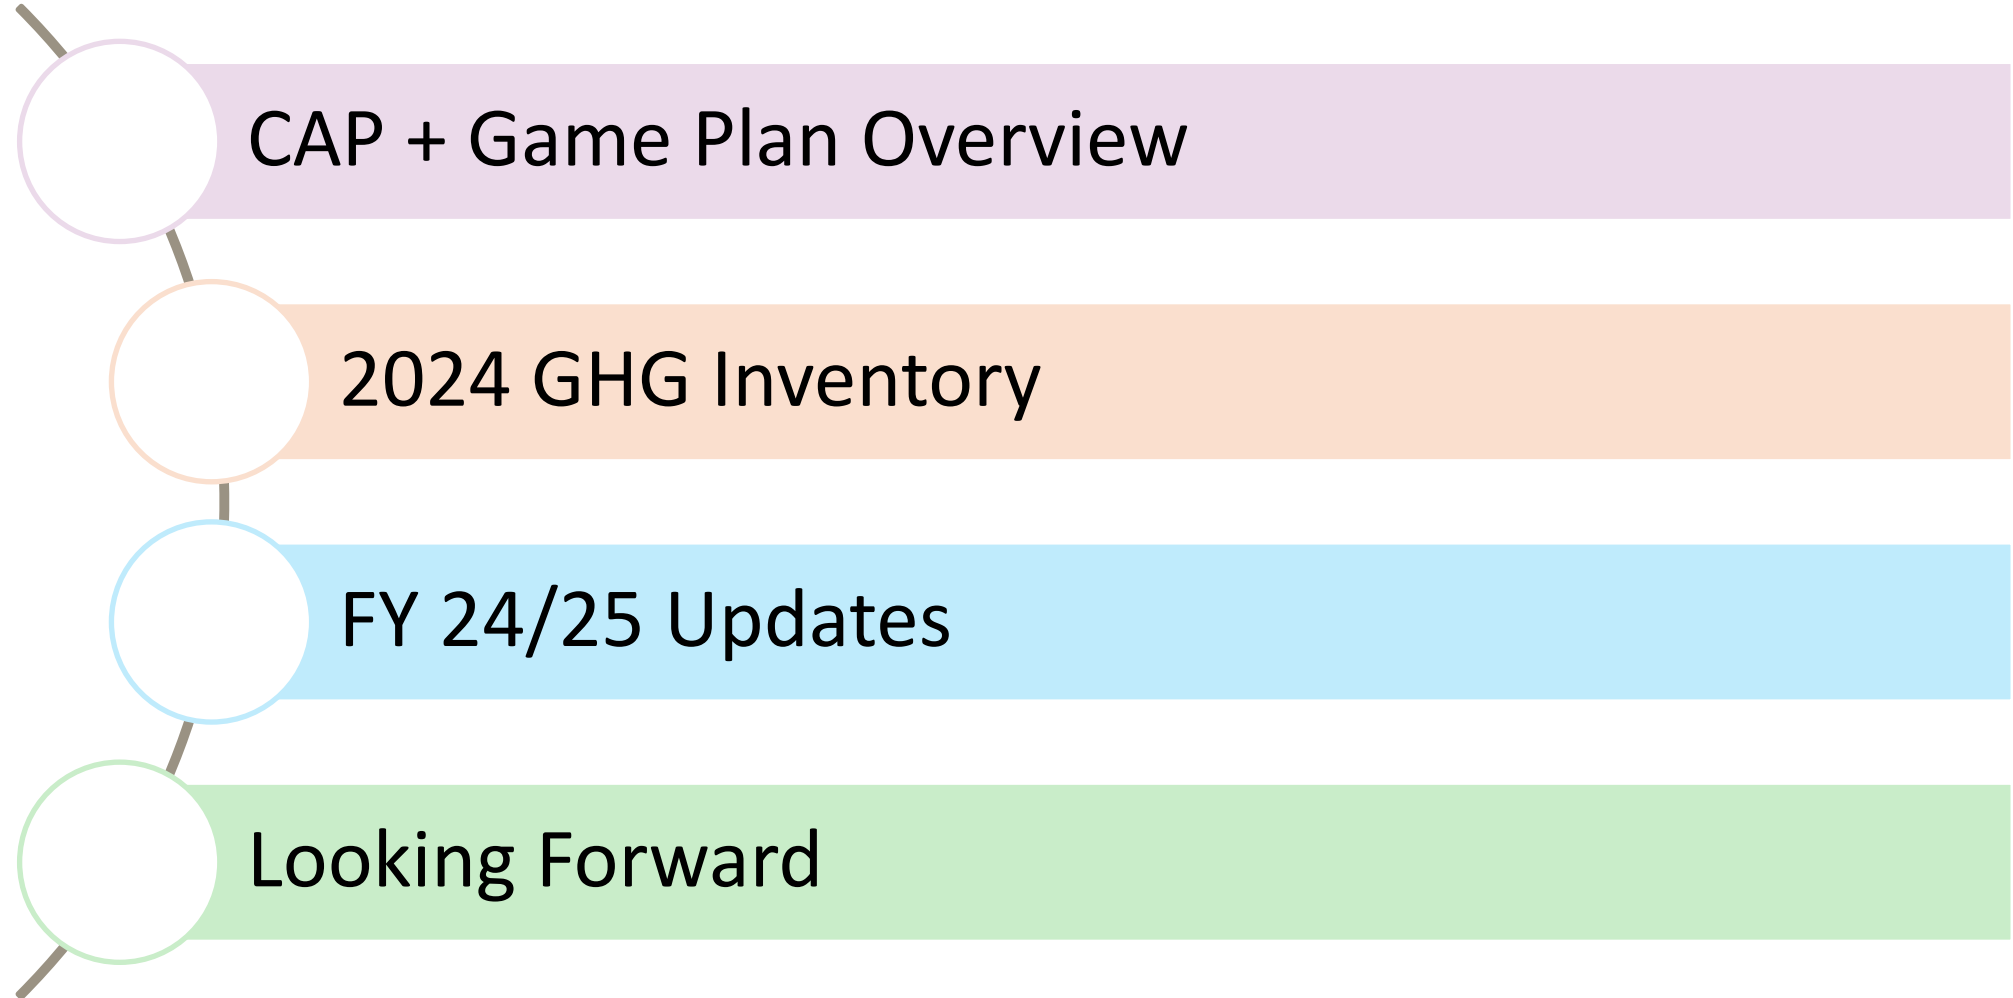 CAP + Game Plan Overview
2024 GHG Inventory
FY 24/25 Updates
Looking Forward